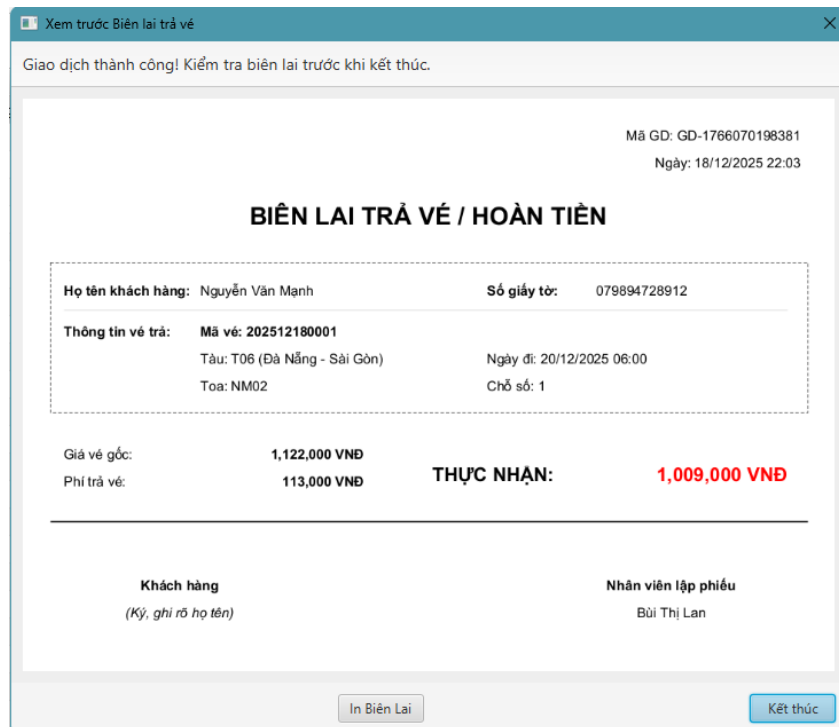 Xem trước Biên lai trả vé
Giao dịch thành công! Kiểm tra biên lai trước khi kết thúc.
Mã GD: GD-1766070198381
Ngày: 18/12/2025 22:03
BIÊN LAI TRẢ VÉ / HOÀN TIỀN
Họ tên khách hàng: Nguyễn Văn Mạnh Số giấy tờ: 079894728912
Thông tin vé trả: Mã vé: 202512180001
Tàu: T06 (Đà Nẵng - Sài Gòn) Ngày đi: 20/12/2025 06:00
Toa: NM02 Chỗ số: 1
Giá vé gốc: 1,122,000 VNĐ
Phí trả vé: 113,000 VNĐ
THỰC NHẬN: 1,009,000 VNĐ
Khách hàng Nhân viên lập phiếu
(Ký, ghi rõ họ tên) Bùi Thị Lan
In Biên Lai Kết thúc